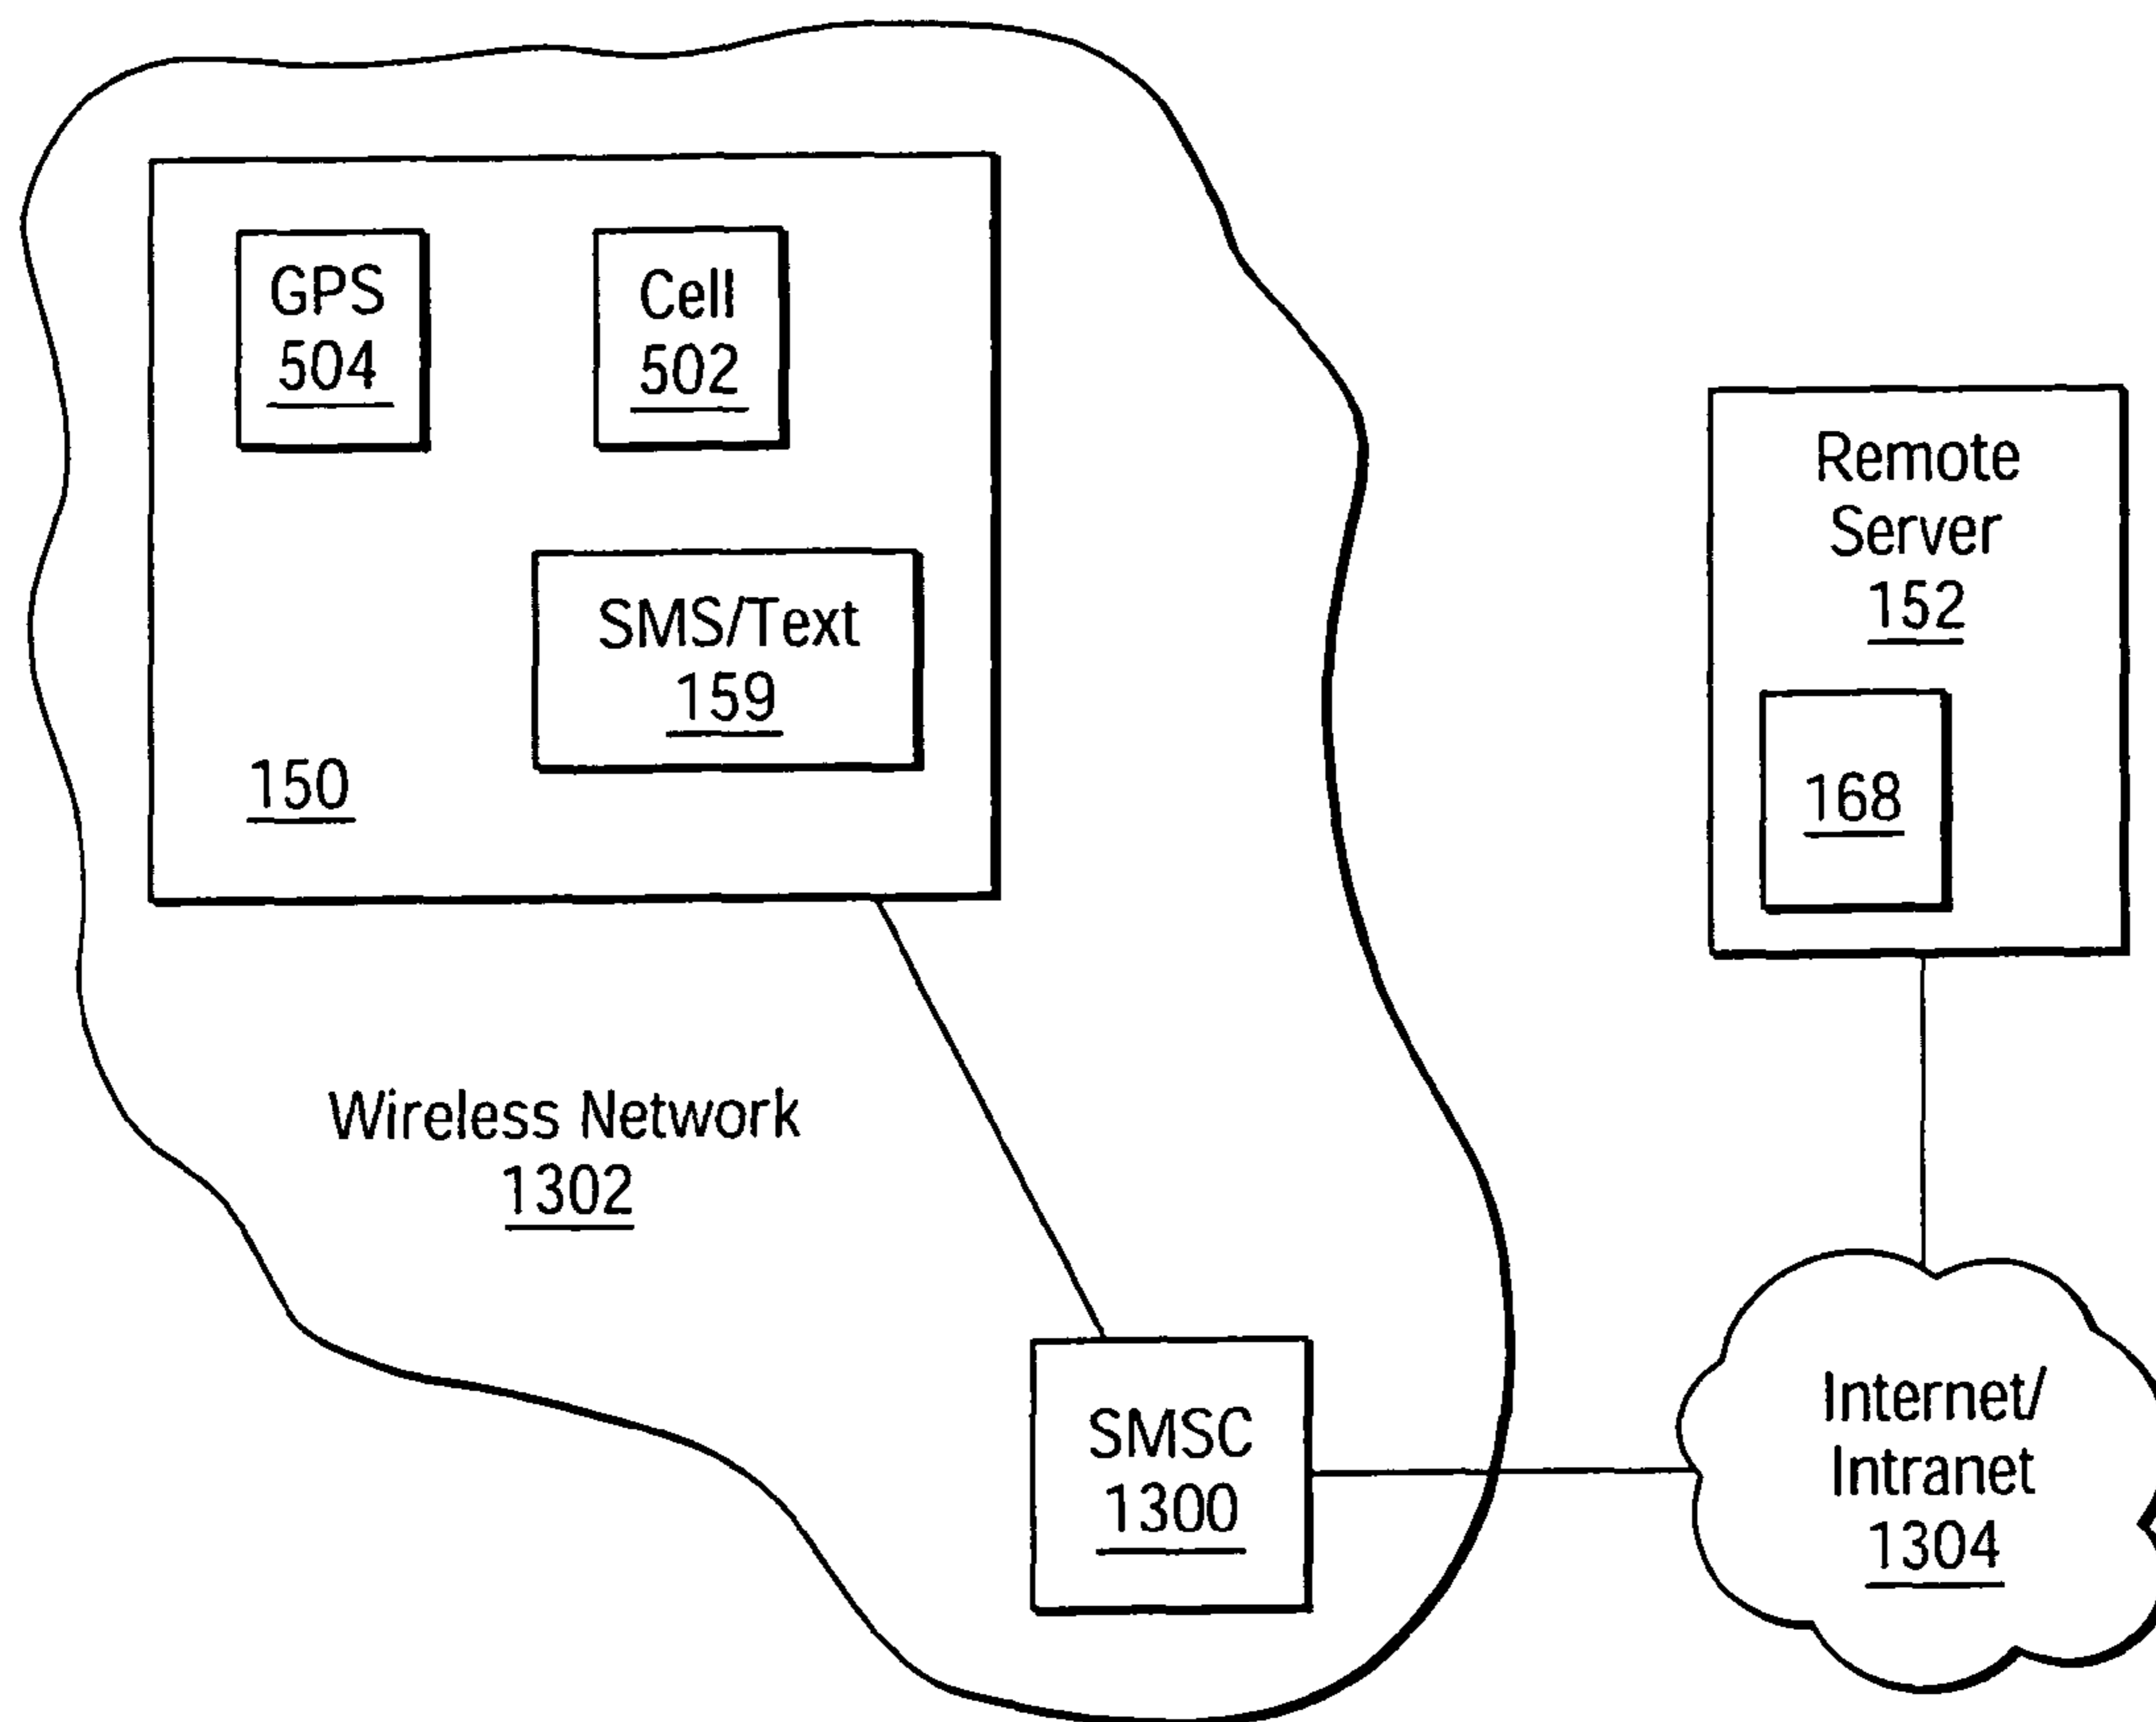 GPS
504
Cell
502
SMS/Text
159
150
Remote
Server
152
168
Wireless Network
1302
SMSC
1300
Internet/
Intranet
1304